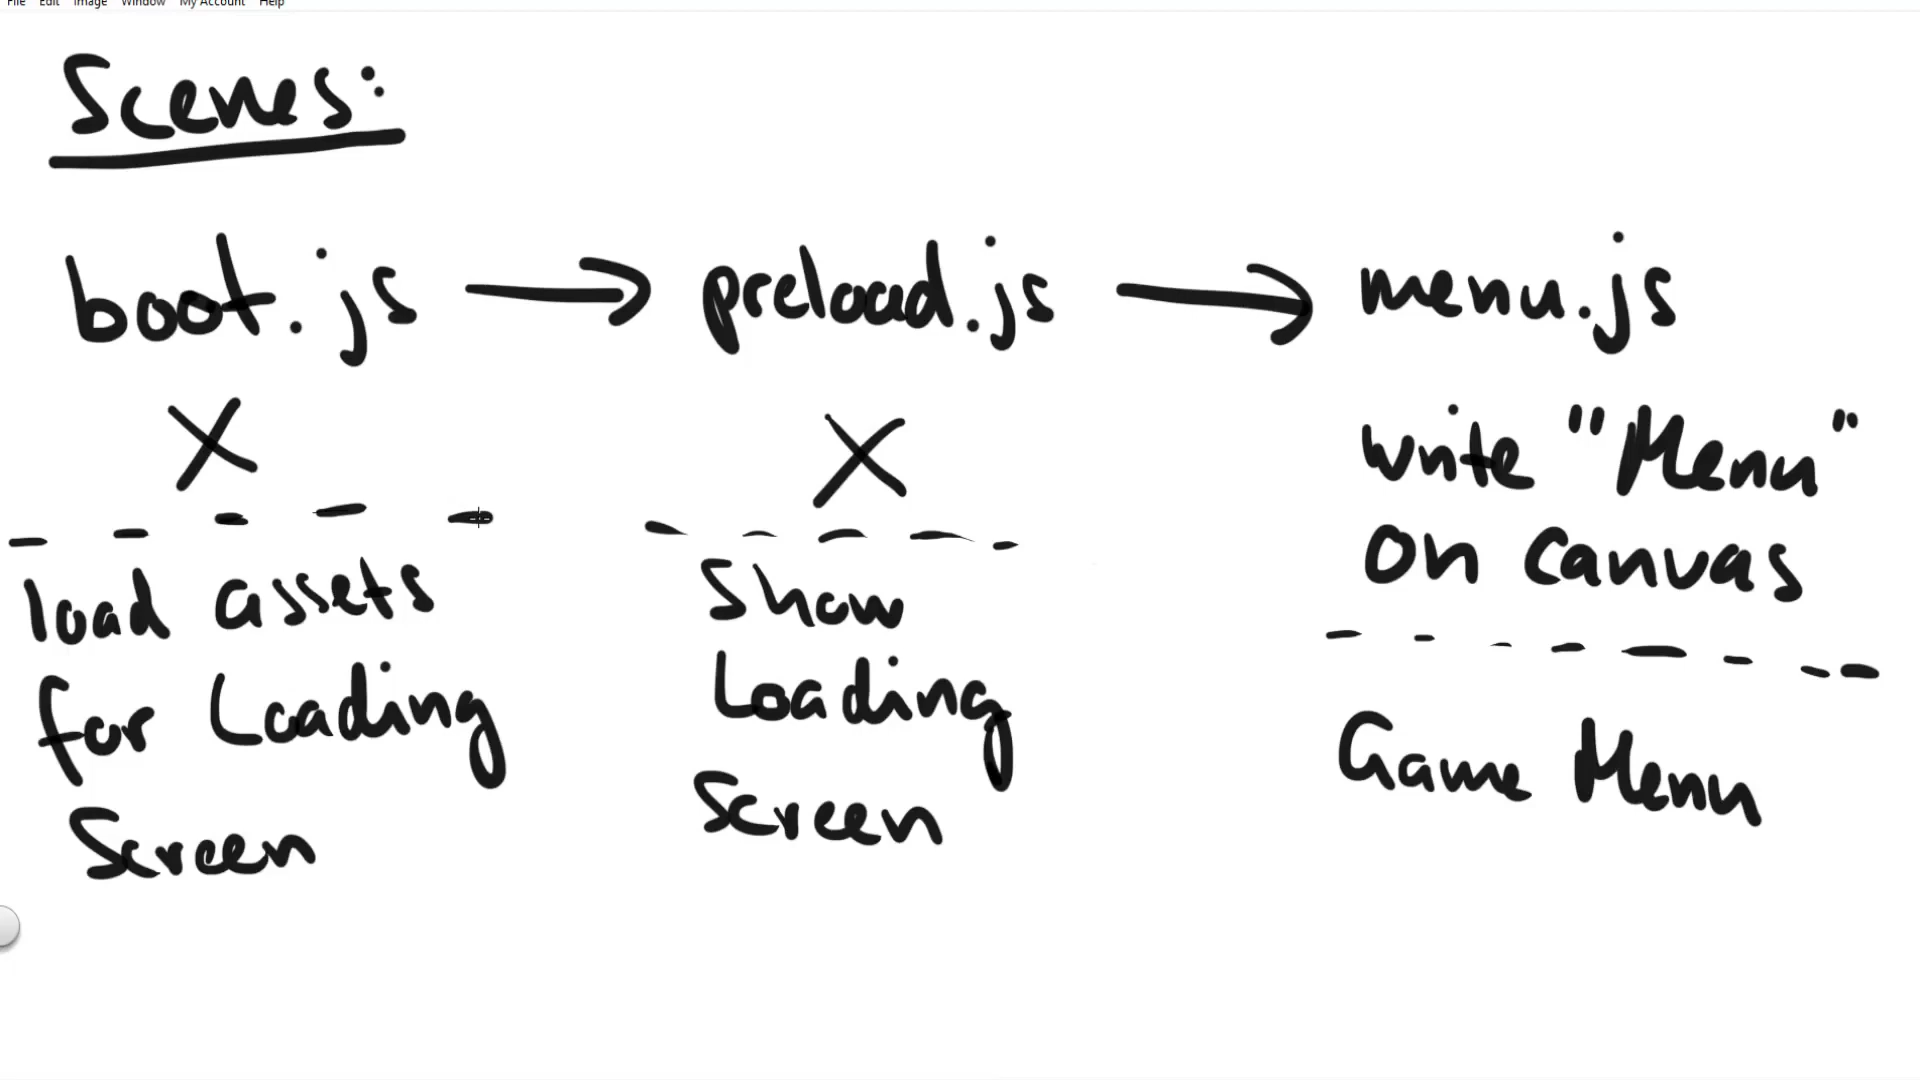 File Edit Image Window My Account Help
Scenes:
boot.js → preload.js → menu.js
X
load assets
for Loading
Screen
X
Show
Loading
Screen
write "Menu"
on canvas
Game Menu